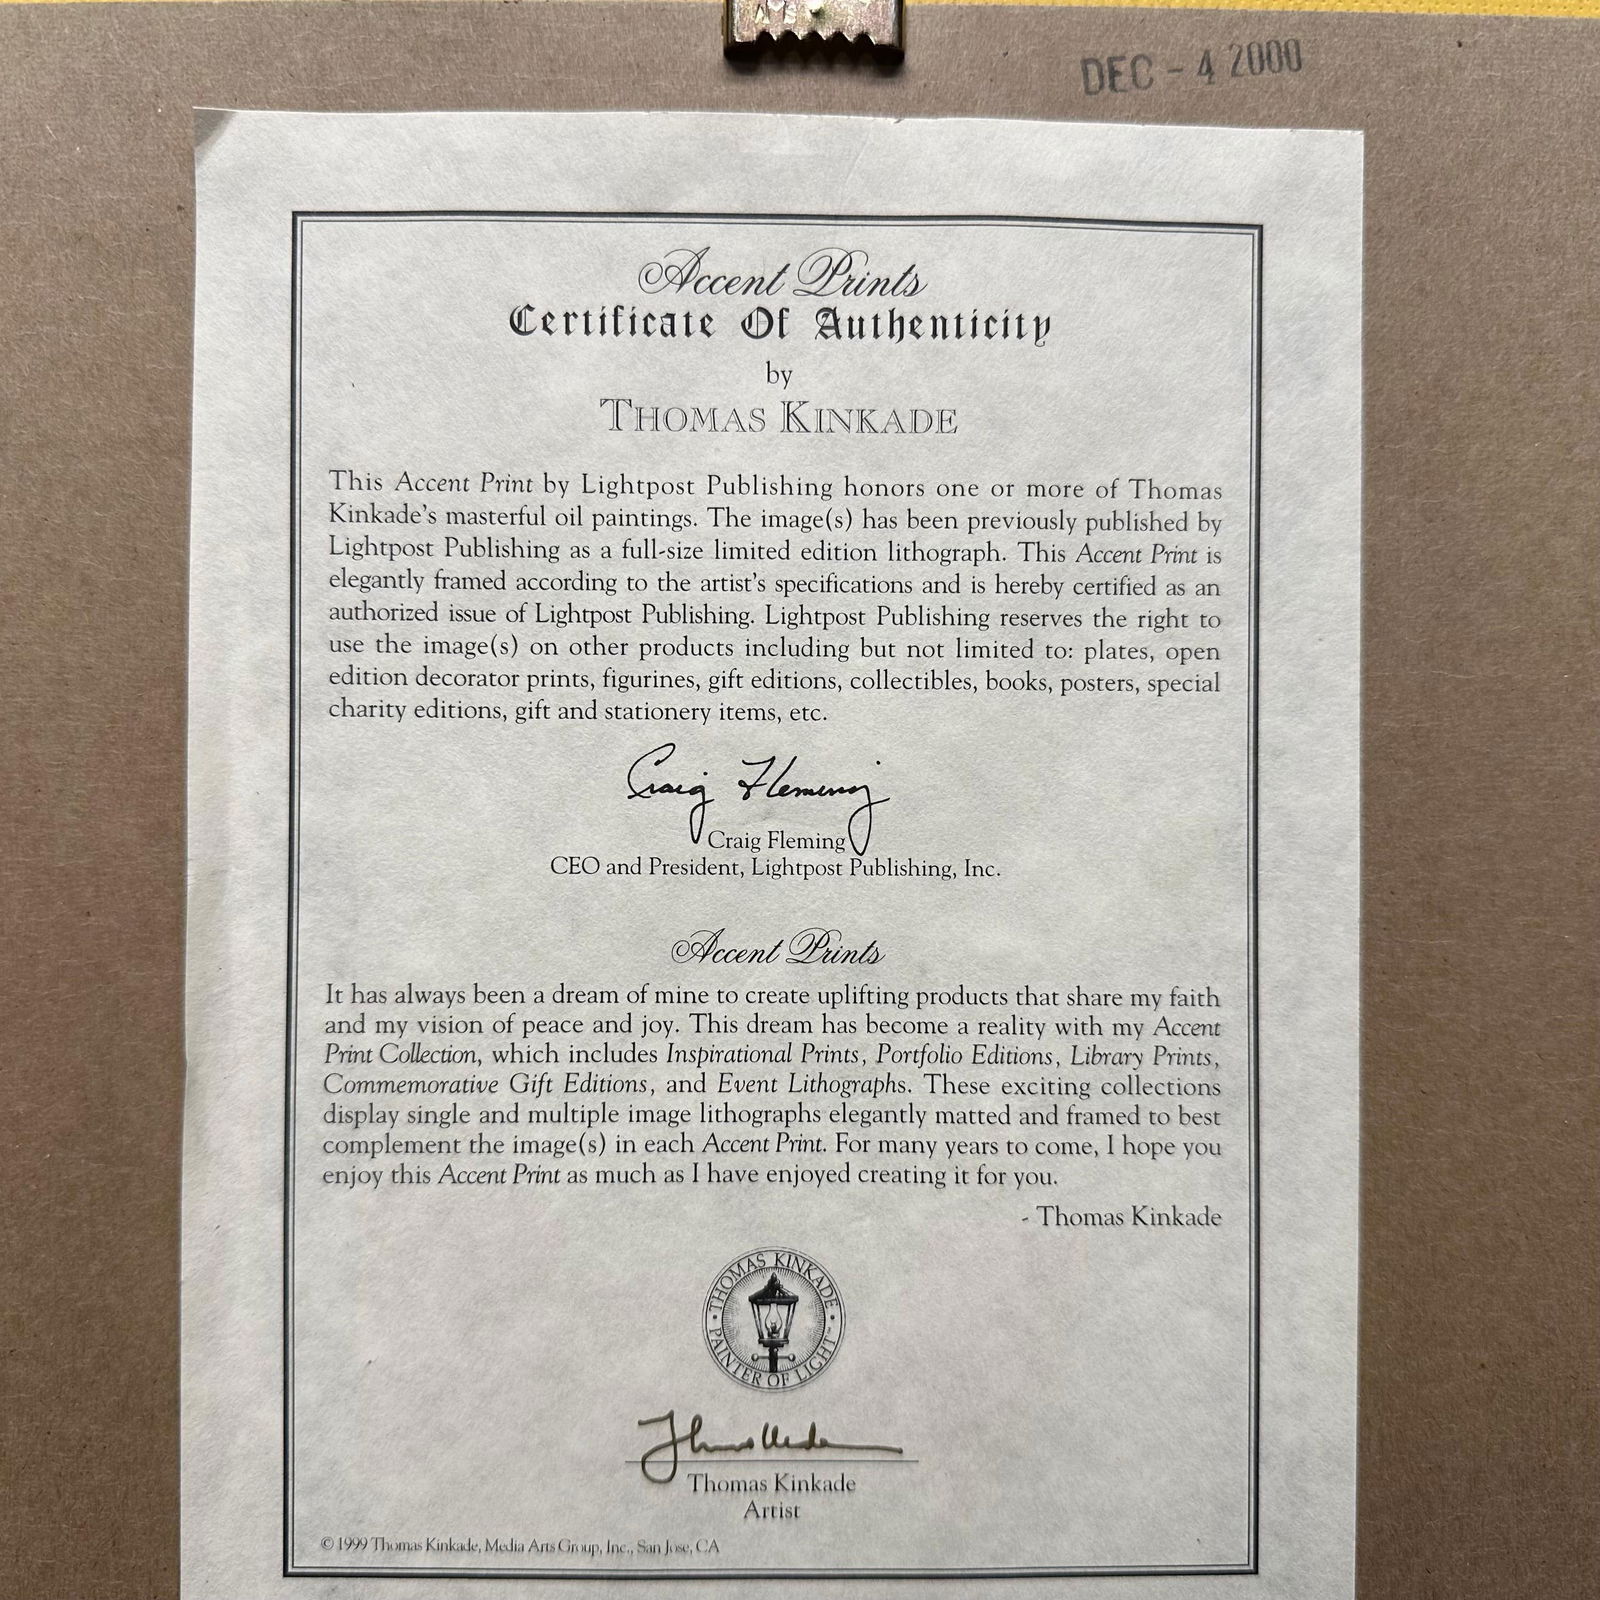 AMS
DEC - 4 2000
Accent Prints
Certificate Of Authenticity
by
THOMAS KINKADE
This Accent Print by Lightpost Publishing honors one or more of Thomas
Kinkade's masterful oil paintings. The image(s) has been previously published by
Lightpost Publishing as a full-size limited edition lithograph. This Accent Print is
elegantly framed according to the artist's specifications and is hereby certified as an
authorized issue of Lightpost Publishing. Lightpost Publishing reserves the right to
use the image(s) on other products including but not limited to: plates, open
edition decorator prints, figurines, gift editions, collectibles, books, posters, special
charity editions, gift and stationery items, etc.
Craig Fleming
Craig Fleming
CEO and President, Lightpost Publishing, Inc.
Accent Prints
It has always been a dream of mine to create uplifting products that share my faith
and my vision of peace and joy. This dream has become a reality with my Accent
Print Collection, which includes Inspirational Prints, Portfolio Editions, Library Prints,
Commemorative Gift Editions, and Event Lithographs. These exciting collections
display single and multiple image lithographs elegantly matted and framed to best
complement the image(s) in each Accent Print. For many years to come, I hope you
enjoy this Accent Print as much as I have enjoyed creating it for you.
- Thomas Kinkade
· THOMAS KINKADE ·
PAINTER OF LIGHT™
Thomas Kinkade
Artist
© 1999 Thomas Kinkade, Media Arts Group, Inc., San Jose, CA